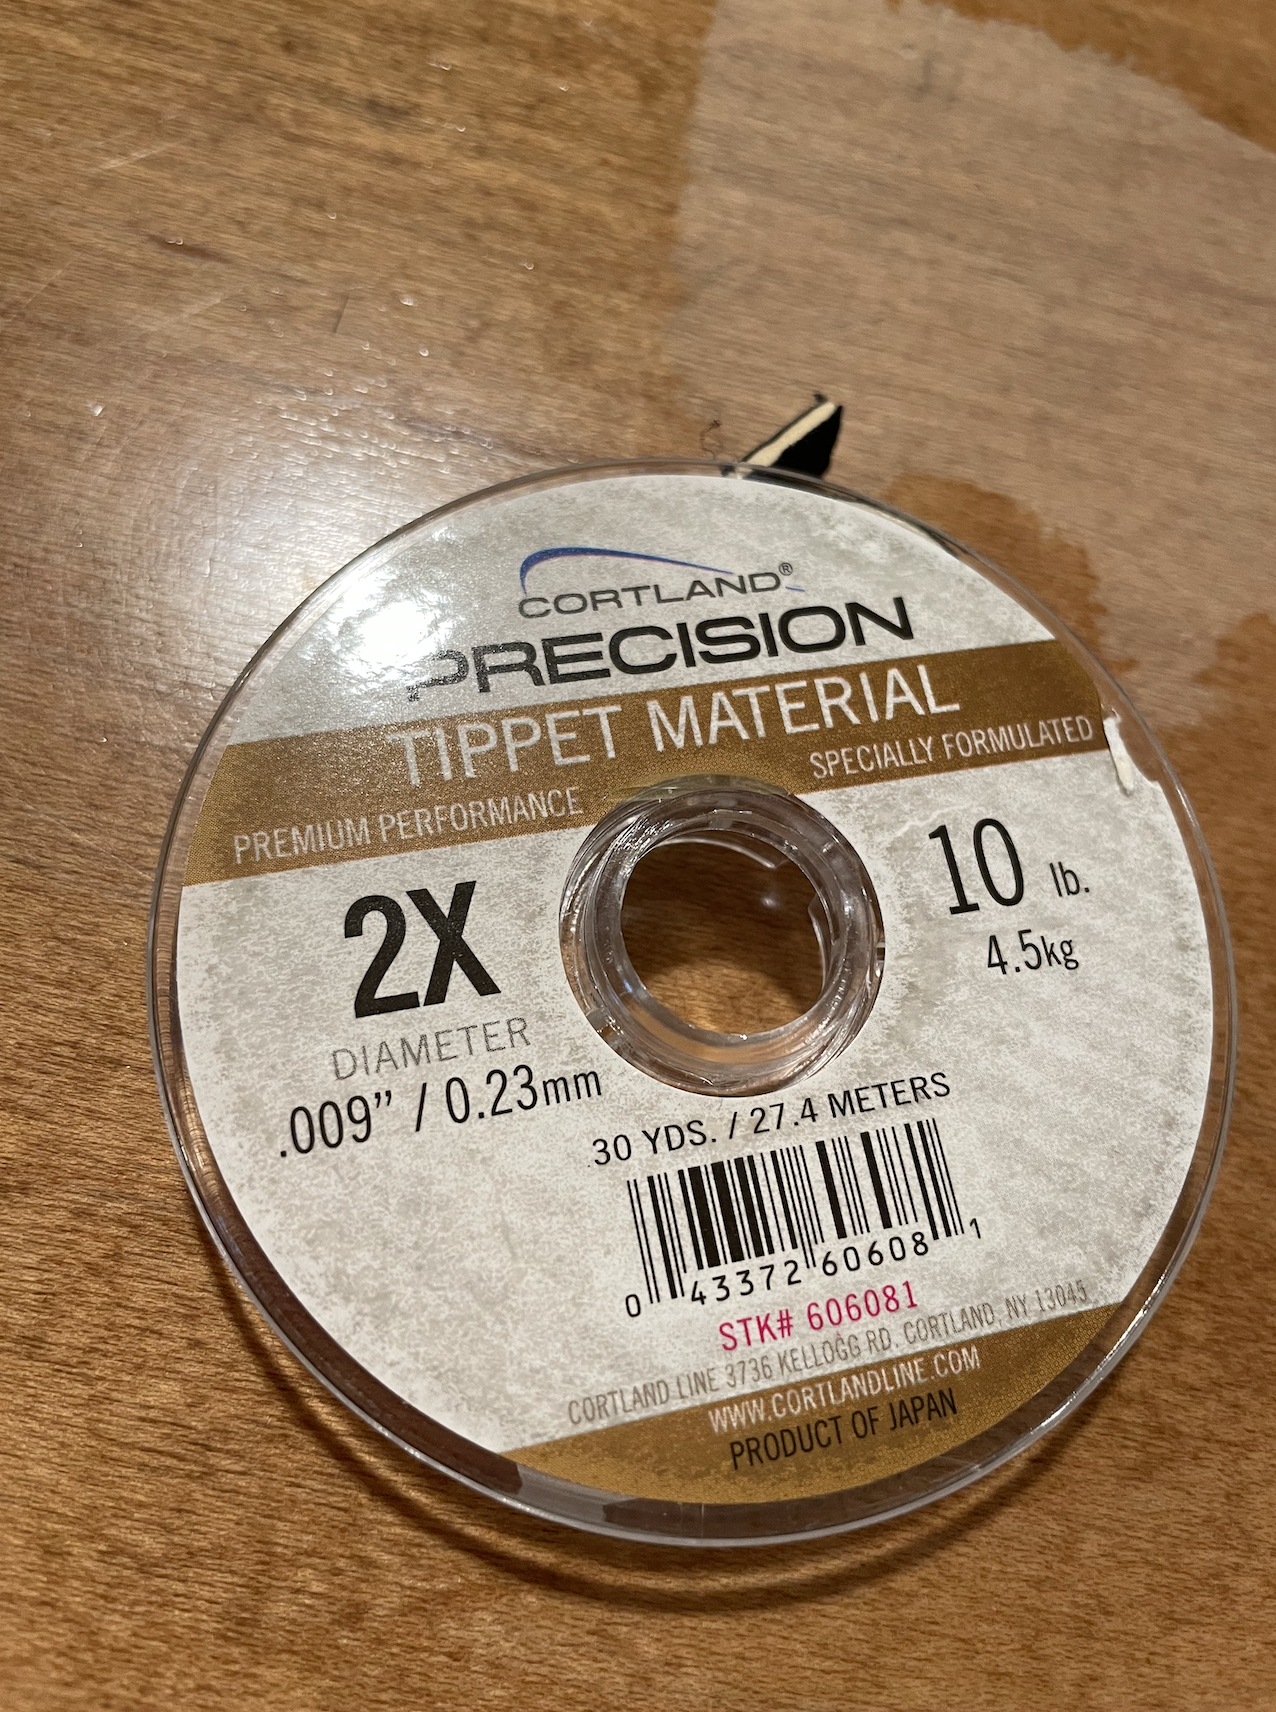 CORTLAND®
PRECISION
TIPPET MATERIAL
PREMIUM PERFORMANCE
SPECIALLY FORMULATED
2X
DIAMETER
.009” / 0.23mm
10 lb.
4.5kg
30 YDS. / 27.4 METERS
0 43372 60608 1
STK# 606081
CORTLAND LINE 3736 KELLOGG RD. CORTLAND, NY 13045
WWW.CORTLANDLINE.COM
PRODUCT OF JAPAN